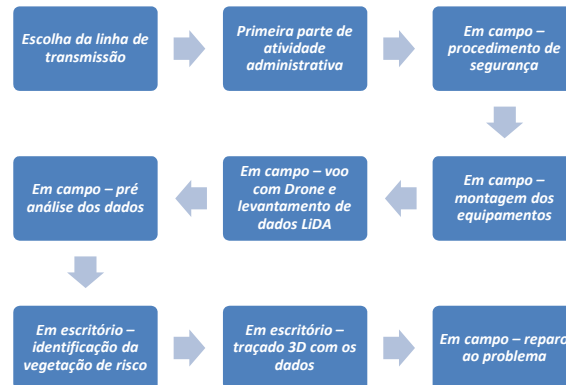 Escolha da linha de
transmissão
Primeira parte de
atividade
administrativa
Em campo –
procedimento de
segurança
Em campo –
montagem dos
equipamentos
Em campo – voo
com Drone e
levantamento de
dados LiDA
Em campo – pré
análise dos dados
Em escritório –
identificação da
vegetação de risco
Em escritório –
traçado 3D com os
dados
Em campo – reparo
ao problema